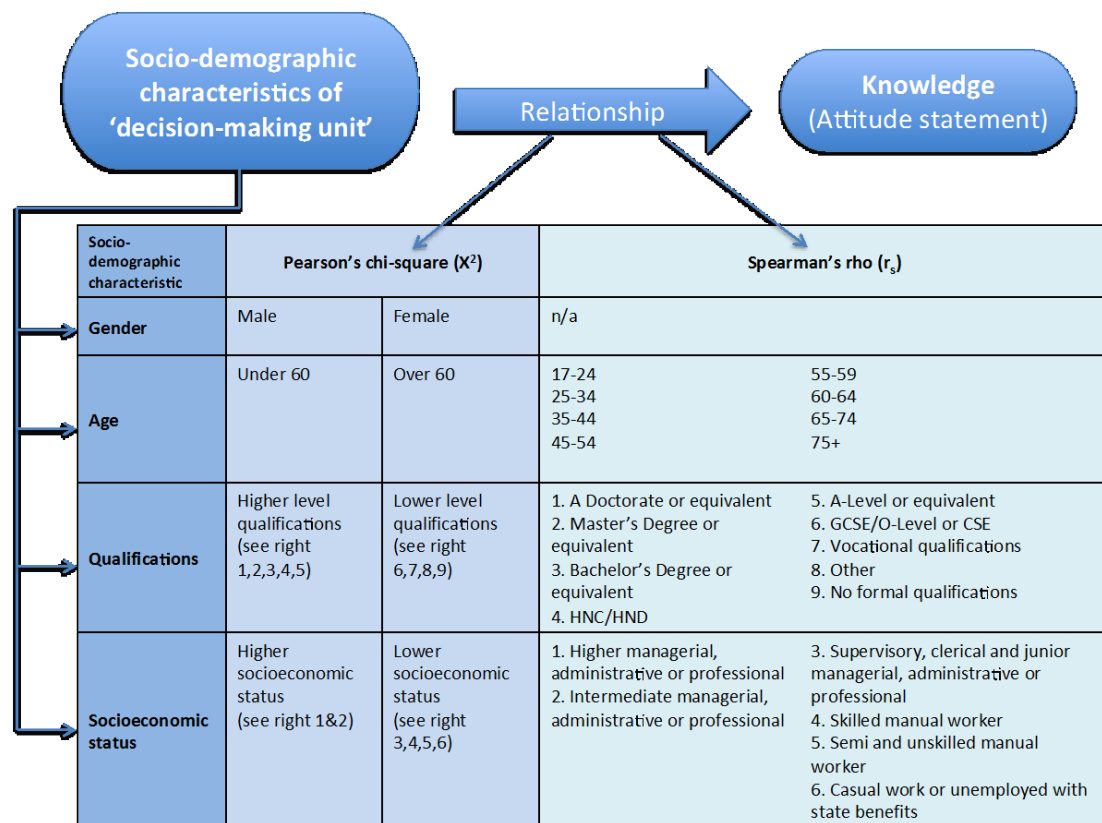 Socio-demographic
characteristics of
‘decision-making unit’
Relationship
Knowledge
(Attitude statement)
Socio-
demographic
characteristic
Pearson’s chi-square (X²)
Spearman’s rho (rₛ)
Gender
Male
Female
n/a
Age
Under 60
Over 60
17-24
25-34
35-44
45-54
55-59
60-64
65-74
75+
Qualifications
Higher level
qualifications
(see right
1,2,3,4,5)
Lower level
qualifications
(see right
6,7,8,9)
1. A Doctorate or equivalent
2. Master’s Degree or
equivalent
3. Bachelor’s Degree or
equivalent
4. HNC/HND
5. A-Level or equivalent
6. GCSE/O-Level or CSE
7. Vocational qualifications
8. Other
9. No formal qualifications
Socioeconomic
status
Higher
socioeconomic
status
(see right 1&2)
Lower
socioeconomic
status
(see right
3,4,5,6)
1. Higher managerial,
administrative or professional
2. Intermediate managerial,
administrative or professional
3. Supervisory, clerical and junior
managerial, administrative or
professional
4. Skilled manual worker
5. Semi and unskilled manual
worker
6. Casual work or unemployed with
state benefits